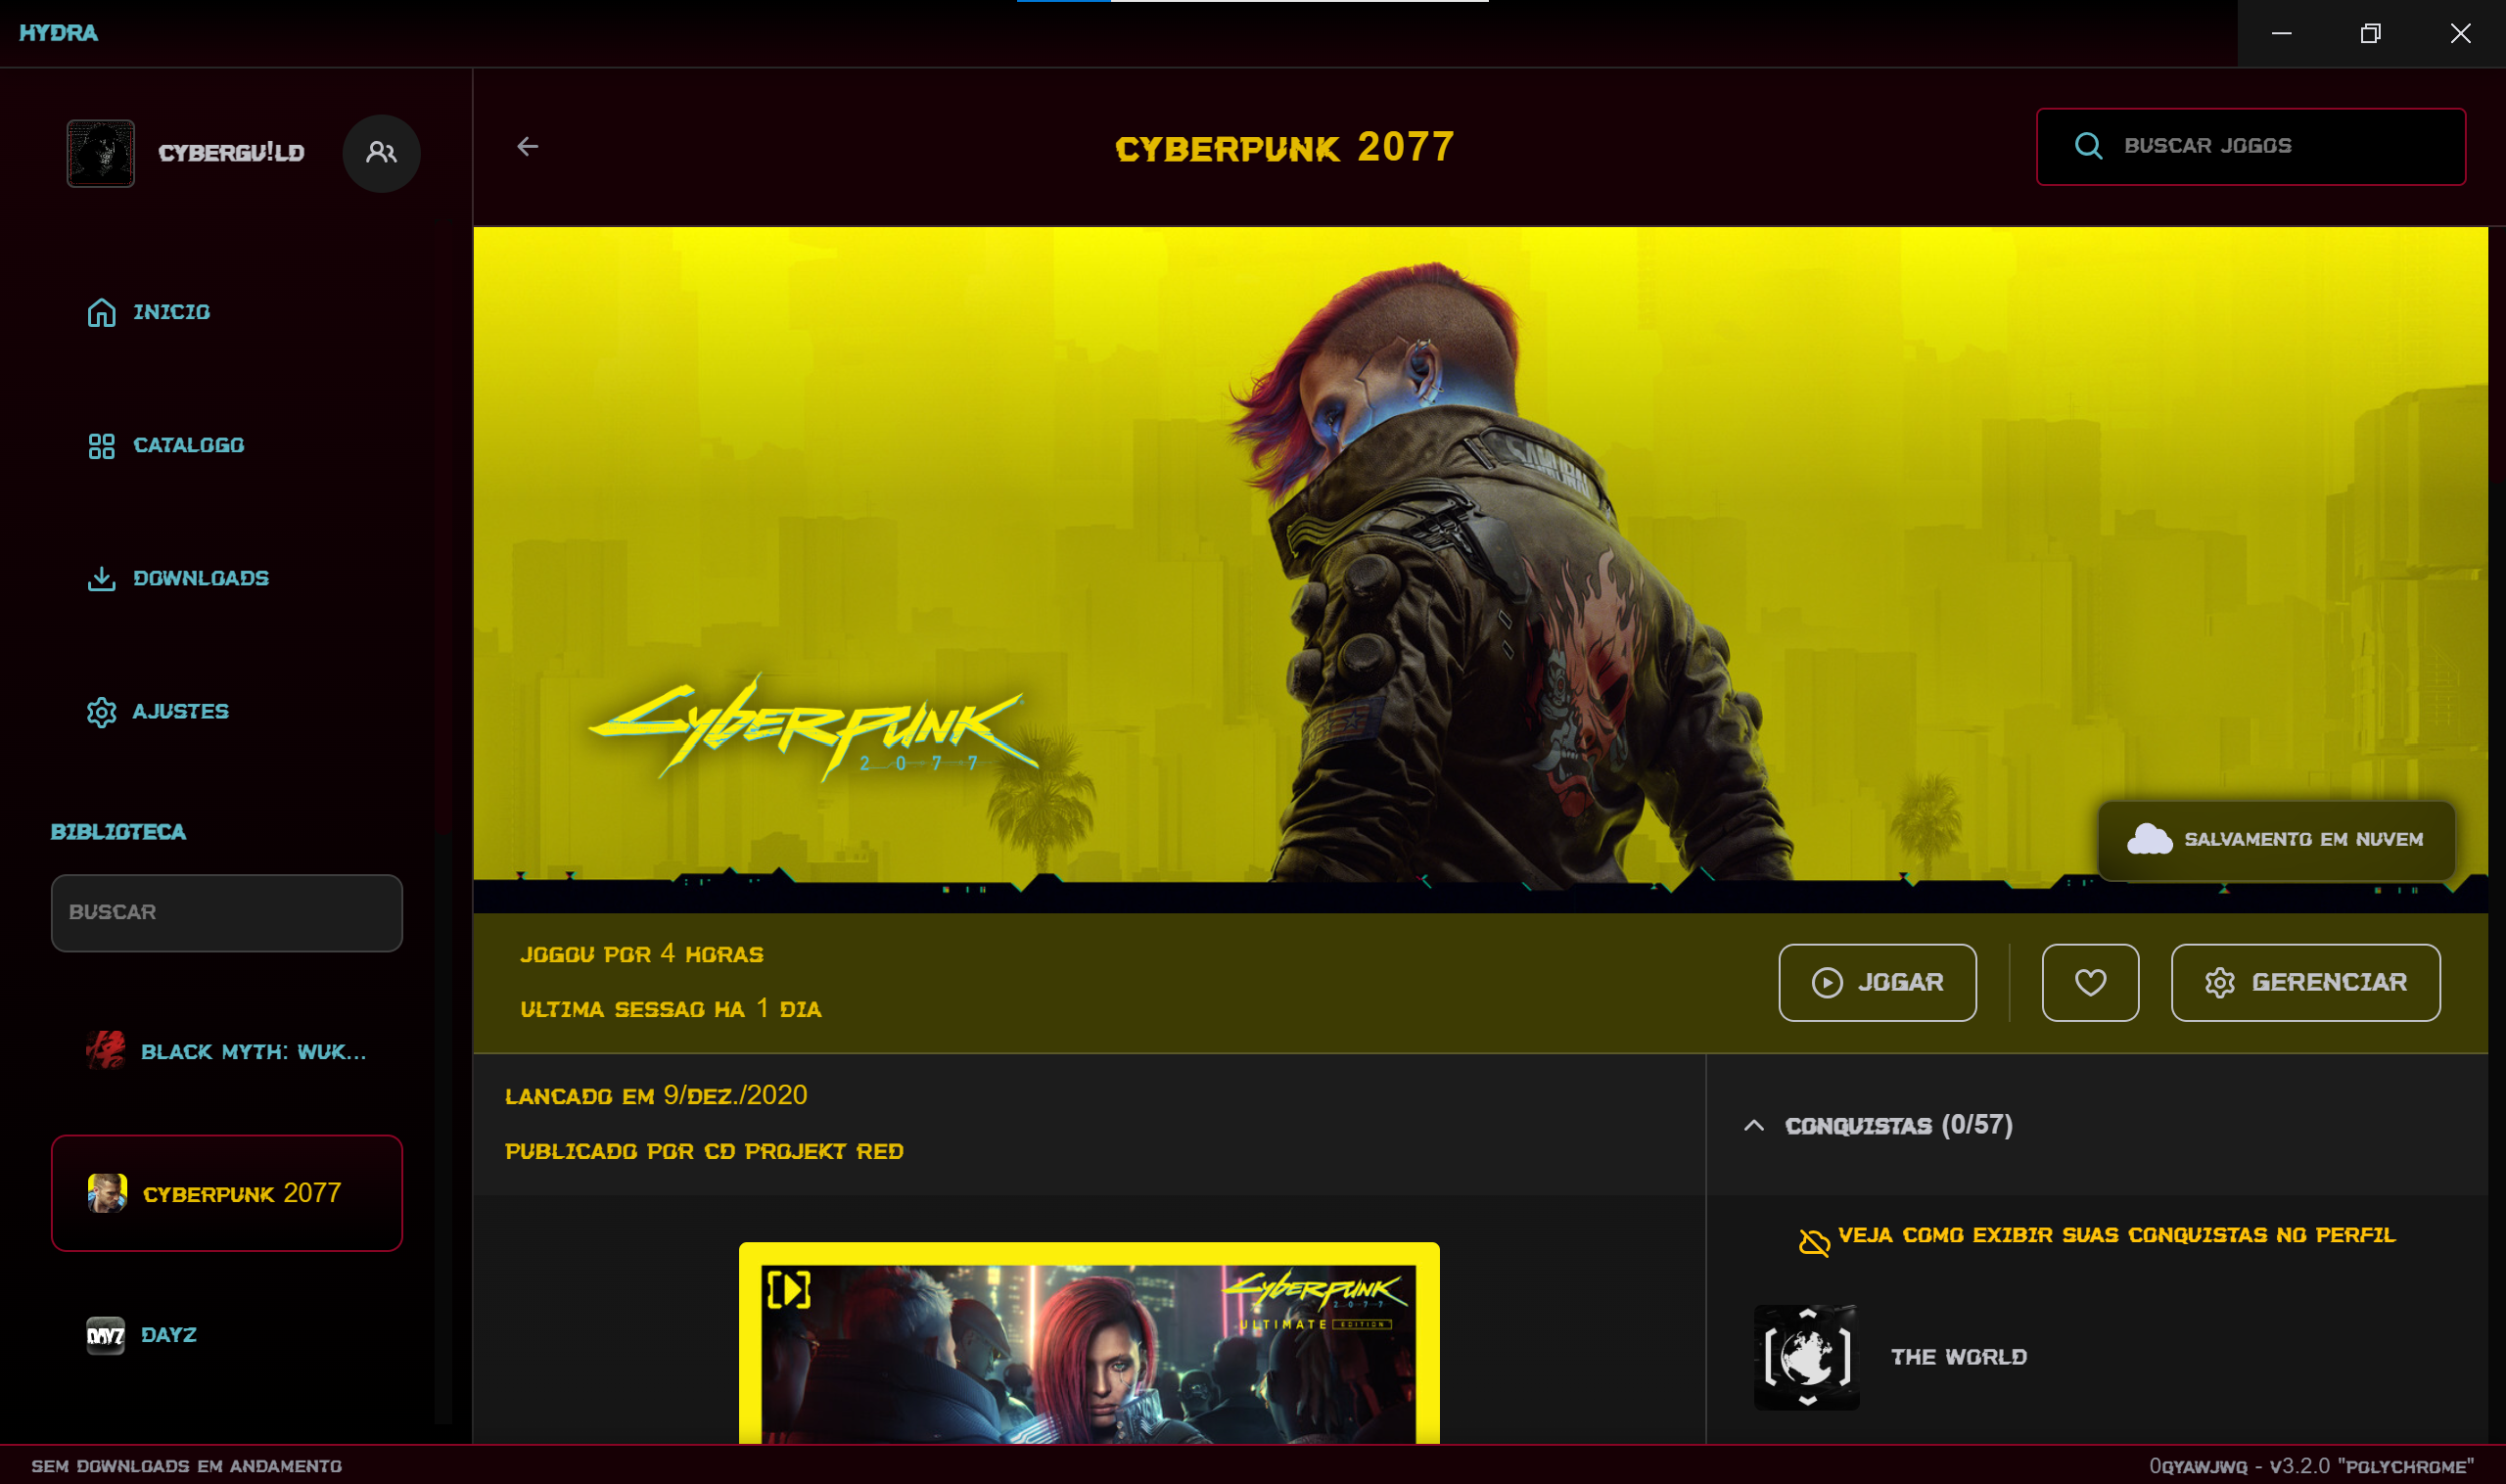 HYDRA
CYBERGU!LD
CYBERPUNK 2077
BUSCAR JOGOS
INICIO
CATALOGO
DOWNLOADS
AJUSTES
BIBLIOTECA
BUSCAR
BLACK MYTH: WUK...
CYBERPUNK 2077
DAYZ
DAYZ
SAMURAI
CYBERPUNK
2077
SALVAMENTO EM NUVEM
JOGOU POR 4 HORAS
ULTIMA SESSAO HA 1 DIA
JOGAR
GERENCIAR
LANCADO EM 9/DEZ./2020
PUBLICADO POR CD PROJEKT RED
CYBERPUNK
2077
ULTIMATE EDITION
CONQUISTAS (0/57)
VEJA COMO EXIBIR SUAS CONQUISTAS NO PERFIL
THE WORLD
SEM DOWNLOADS EM ANDAMENTO
0QYAWJWQ - V3.2.0 "POLYCHROME"